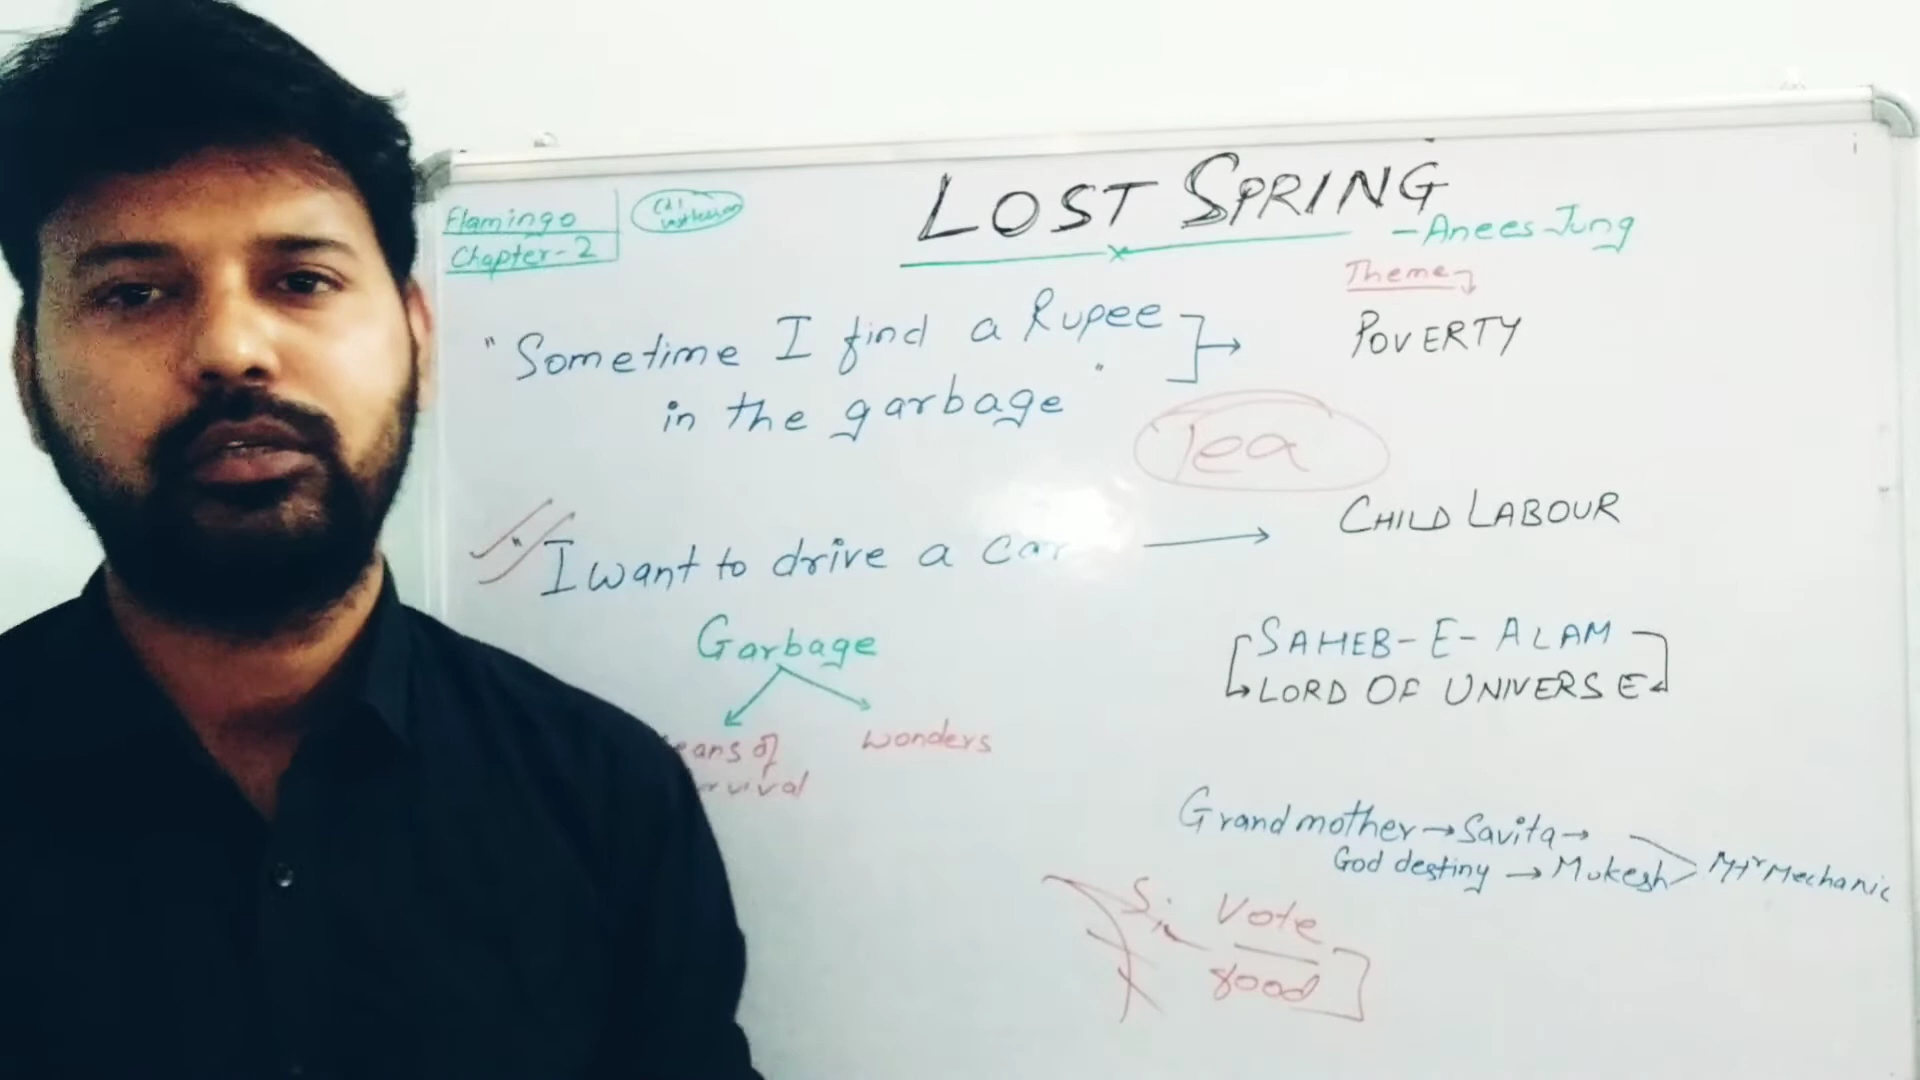 LOST SPRING
-Anees Jung
Flamingo
Chapter-2
Theme
"Sometime I find a Rupee
in the garbage"
POVERTY
Tea
"I want to drive a car
CHILD LABOUR
Garbage
wonders
SAHEB-E-ALAM
LORD OF UNIVERSE
Grandmother → Savita →
God destiny → Mukesh
Mechanic
Vote
food